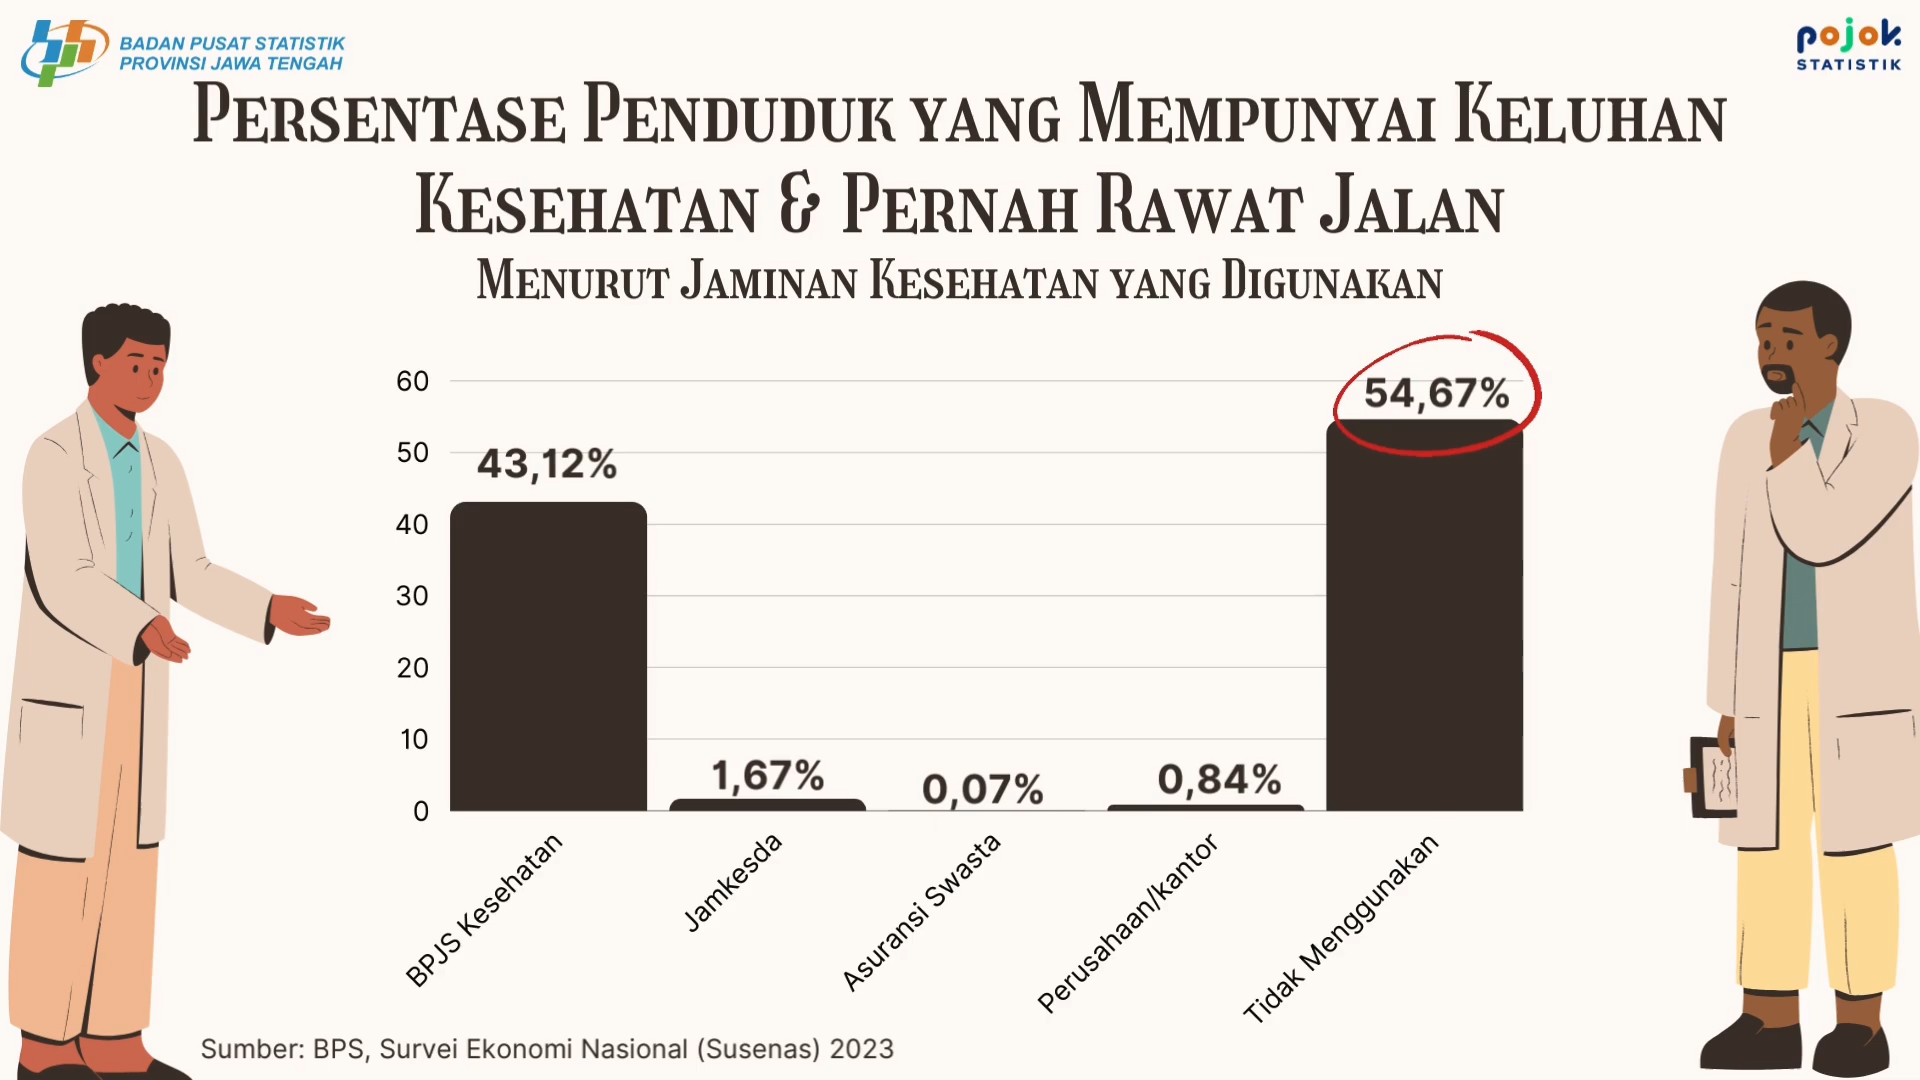 BADAN PUSAT STATISTIK
PROVINSI JAWA TENGAH
pojok
STATISTIK
PERSENTASE PENDUDUK YANG MEMPUNYAI KELUHAN
KESEHATAN & PERNAH RAWAT JALAN
MENURUT JAMINAN KESEHATAN YANG DIGUNAKAN
60
50
40
30
20
10
0
43,12%
1,67%
0,07%
0,84%
54,67%
BPJS Kesehatan
Jamkesda
Asuransi Swasta
Perusahaan/kantor
Tidak Menggunakan
Sumber: BPS, Survei Ekonomi Nasional (Susenas) 2023